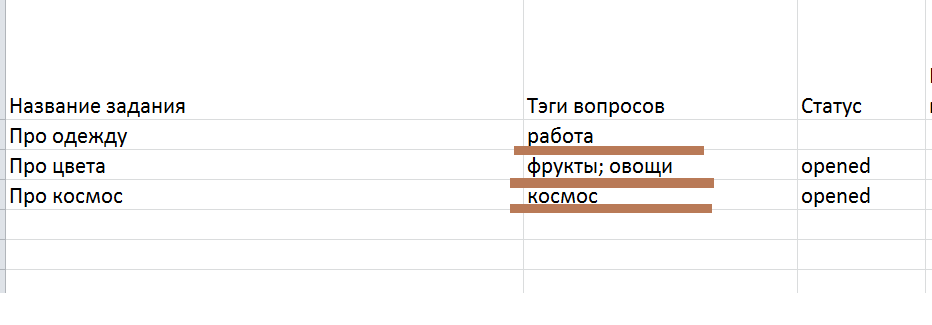 Название задания Тэги вопросов Статус
Про одежду работа
Про цвета фрукты; овощи opened
Про космос космос opened